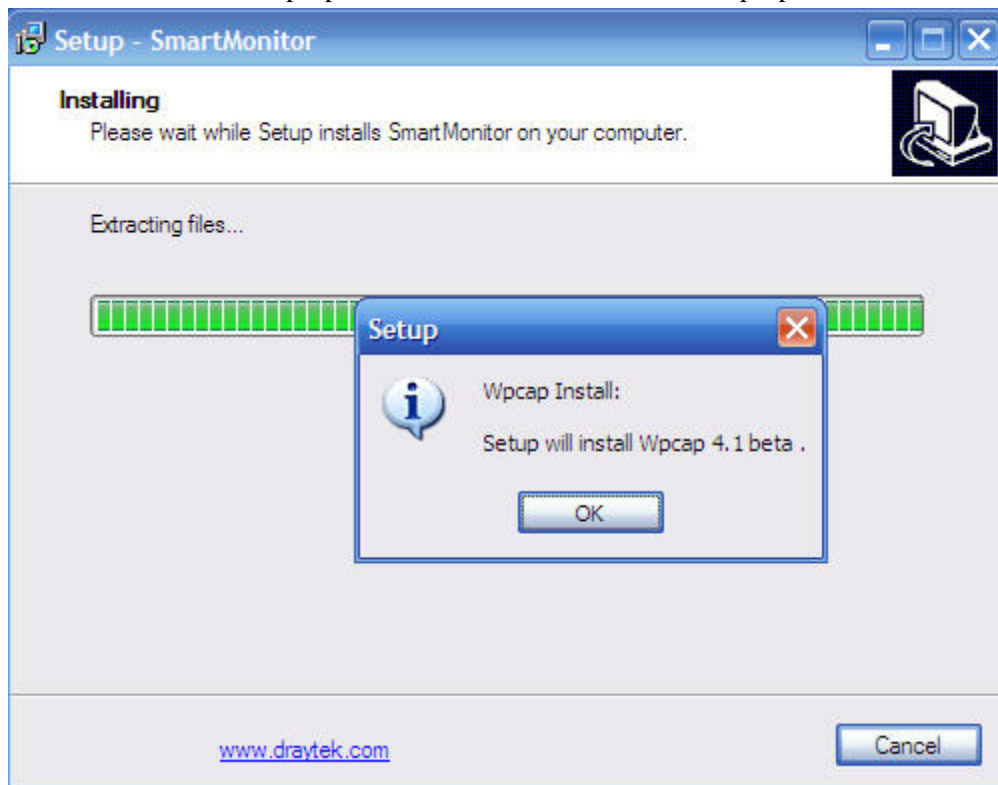 Setup - SmartMonitor
Installing
Please wait while Setup installs SmartMonitor on your computer.
Extracting files...
Setup
Wpcap Install:
Setup will install Wpcap 4.1 beta .
OK
www.draytek.com
Cancel